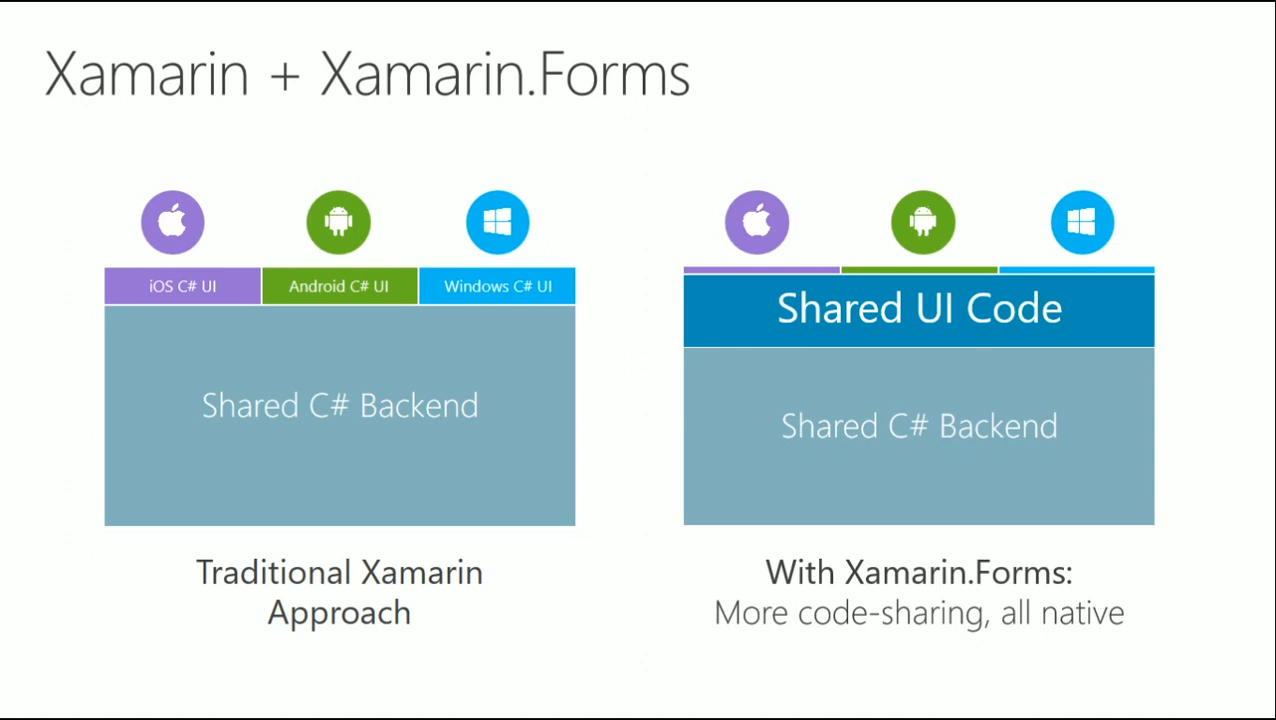 Xamarin + Xamarin.Forms
iOS C# UI
Android C# UI
Windows C# UI
Shared C# Backend
Traditional Xamarin
Approach
Shared UI Code
Shared C# Backend
With Xamarin.Forms:
More code-sharing, all native